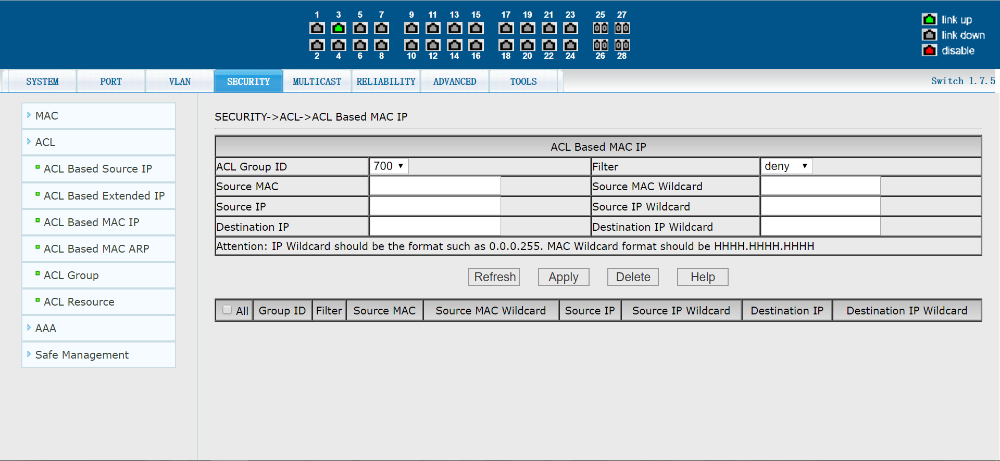 1 3 5 7 9 11 13 15 17 19 21 23 25 27
2 4 6 8 10 12 14 16 18 20 22 24 26 28
link up
link down
disable
SYSTEM PORT VLAN SECURITY MULTICAST RELIABILITY ADVANCED TOOLS Switch 1.7.5
MAC
ACL
ACL Based Source IP
ACL Based Extended IP
ACL Based MAC IP
ACL Based MAC ARP
ACL Group
ACL Resource
AAA
Safe Management
SECURITY->ACL->ACL Based MAC IP
ACL Based MAC IP
ACL Group ID 700 Filter deny
Source MAC Source MAC Wildcard
Source IP Source IP Wildcard
Destination IP Destination IP Wildcard
Attention: IP Wildcard should be the format such as 0.0.0.255. MAC Wildcard format should be HHHH.HHHH.HHHH
Refresh Apply Delete Help
All Group ID Filter Source MAC Source MAC Wildcard Source IP Source IP Wildcard Destination IP Destination IP Wildcard